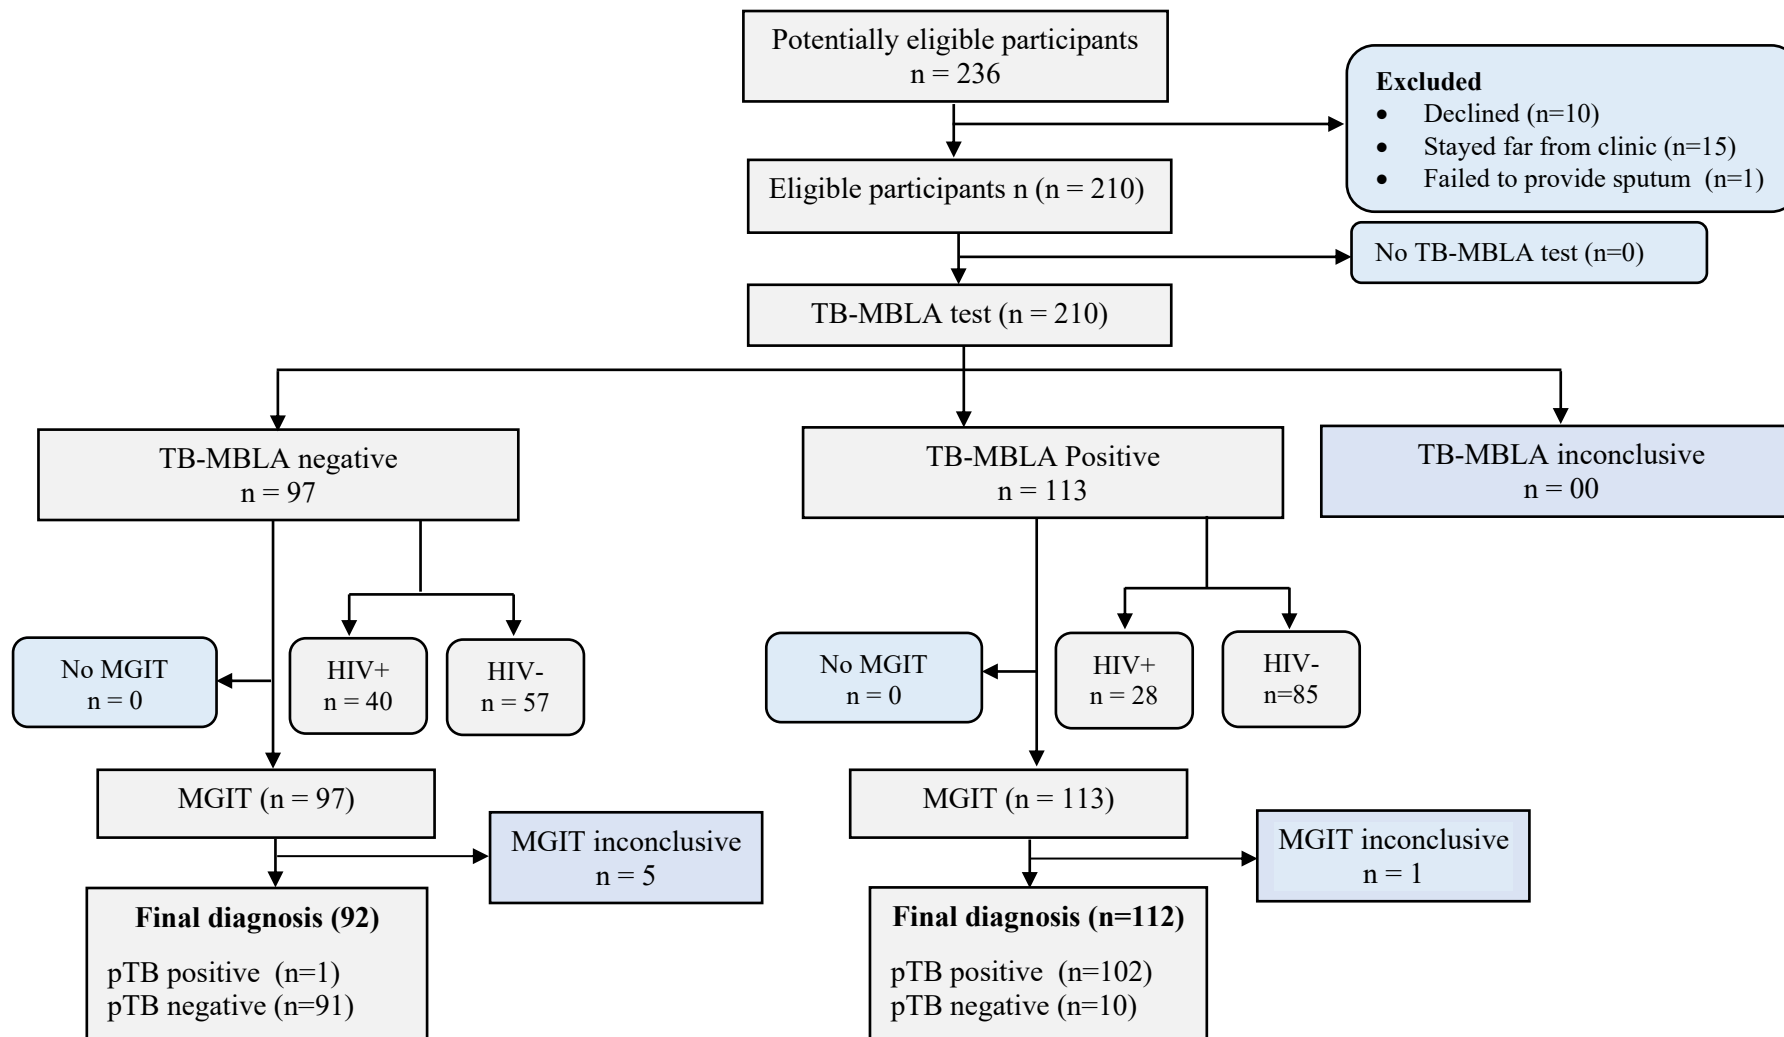 Potentially eligible participants
n = 236
Excluded
• Declined (n=10)
• Stayed far from clinic (n=15)
• Failed to provide sputum (n=1)
Eligible participants n (n = 210)
No TB-MBLA test (n=0)
TB-MBLA test (n = 210)
TB-MBLA negative
n = 97
TB-MBLA Positive
n = 113
TB-MBLA inconclusive
n = 00
No MGIT
n = 0
HIV+
n = 40
HIV-
n = 57
No MGIT
n = 0
HIV+
n = 28
HIV-
n=85
MGIT (n = 97)
MGIT inconclusive
n = 5
MGIT (n = 113)
MGIT inconclusive
n = 1
Final diagnosis (92)
pTB positive (n=1)
pTB negative (n=91)
Final diagnosis (n=112)
pTB positive (n=102)
pTB negative (n=10)